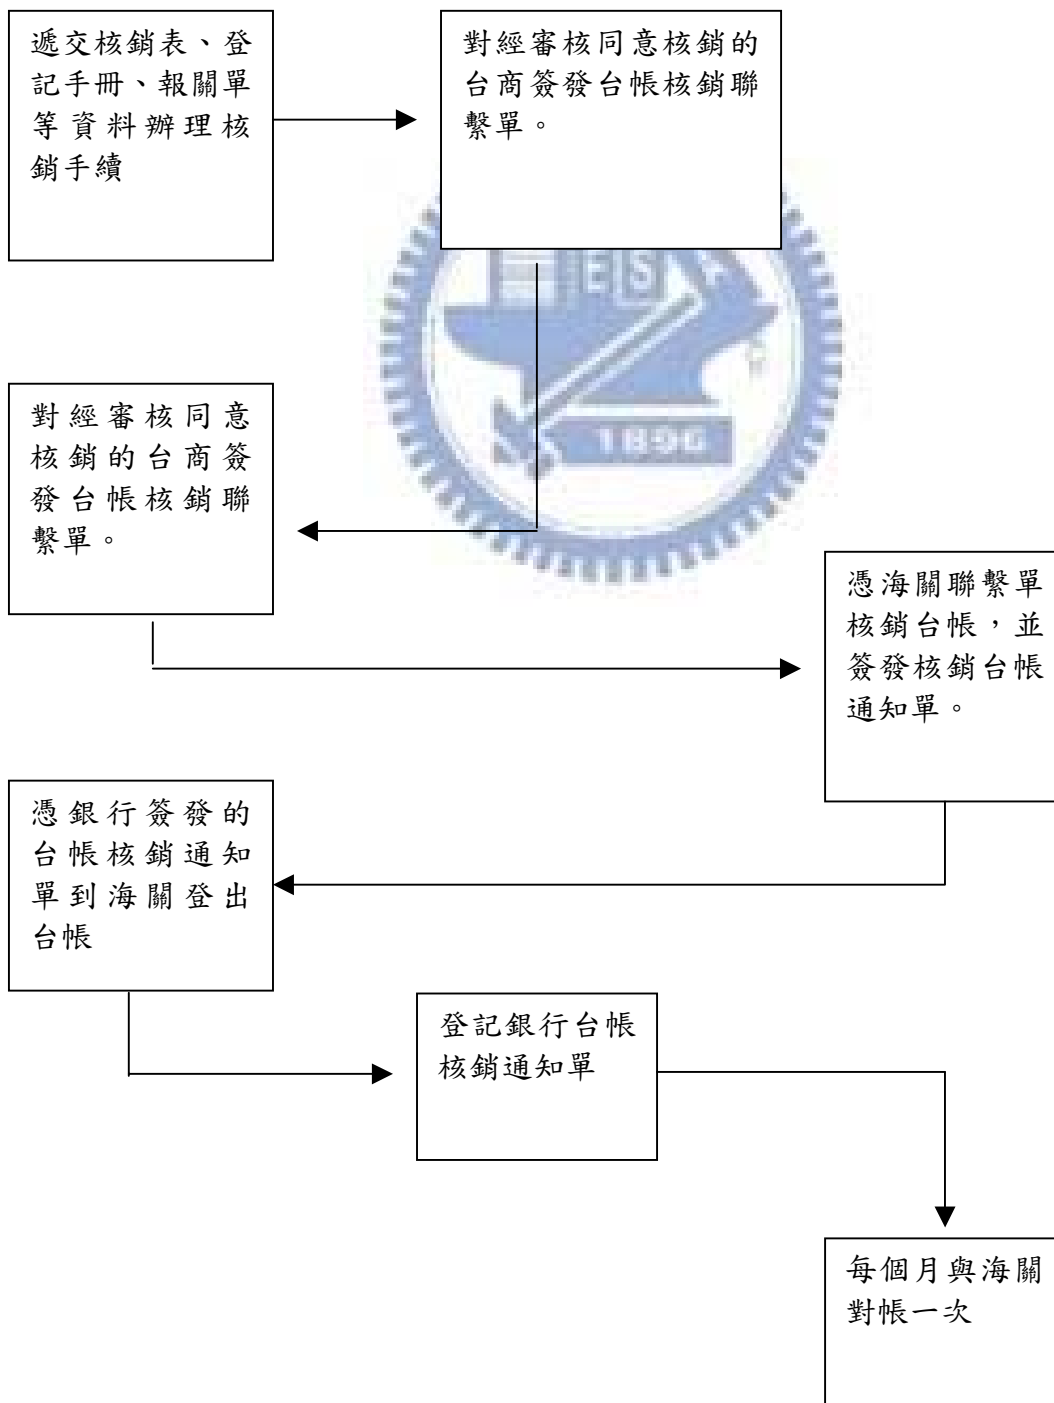 遞交核銷表、登
記手冊、報關單
等資料辦理核
銷手續
對經審核同意核銷的
台商簽發台帳核銷聯
繫單。
ES
1896
對經審核同意
核銷的台商簽
發台帳核銷聯
繫單。
憑海關聯繫單
核銷台帳，並
簽發核銷台帳
通知單。
憑銀行簽發的
台帳核銷通知
單到海關登出
台帳
登記銀行台帳
核銷通知單
每個月與海關
對帳一次